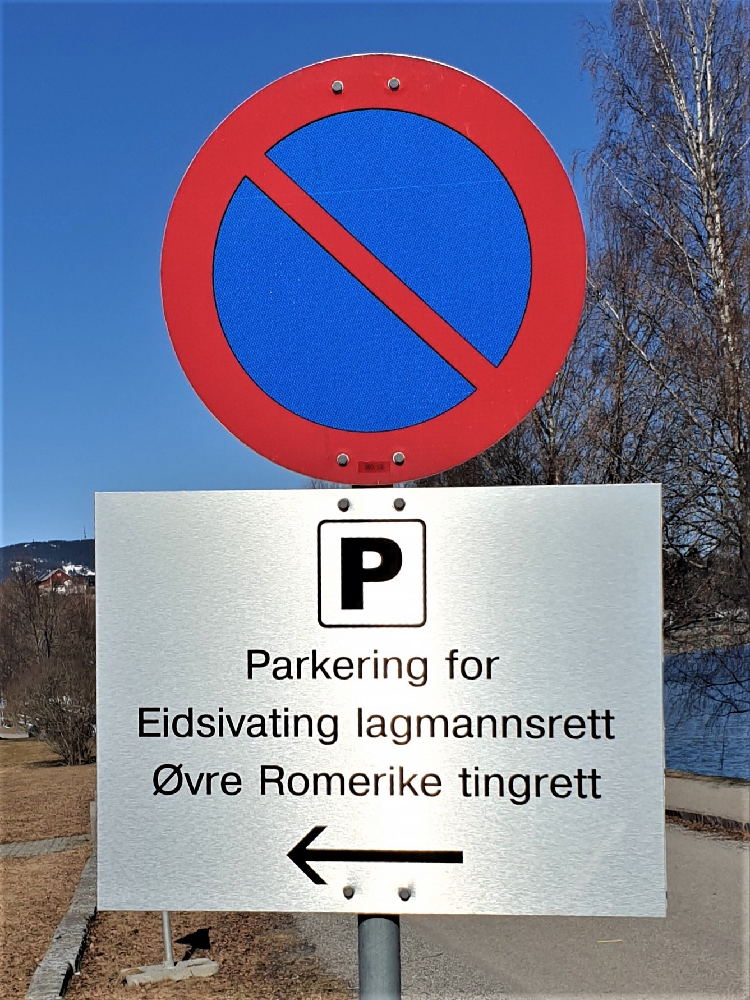 P
Parkering for
Eidsivating lagmannsrett
Øvre Romerike tingrett